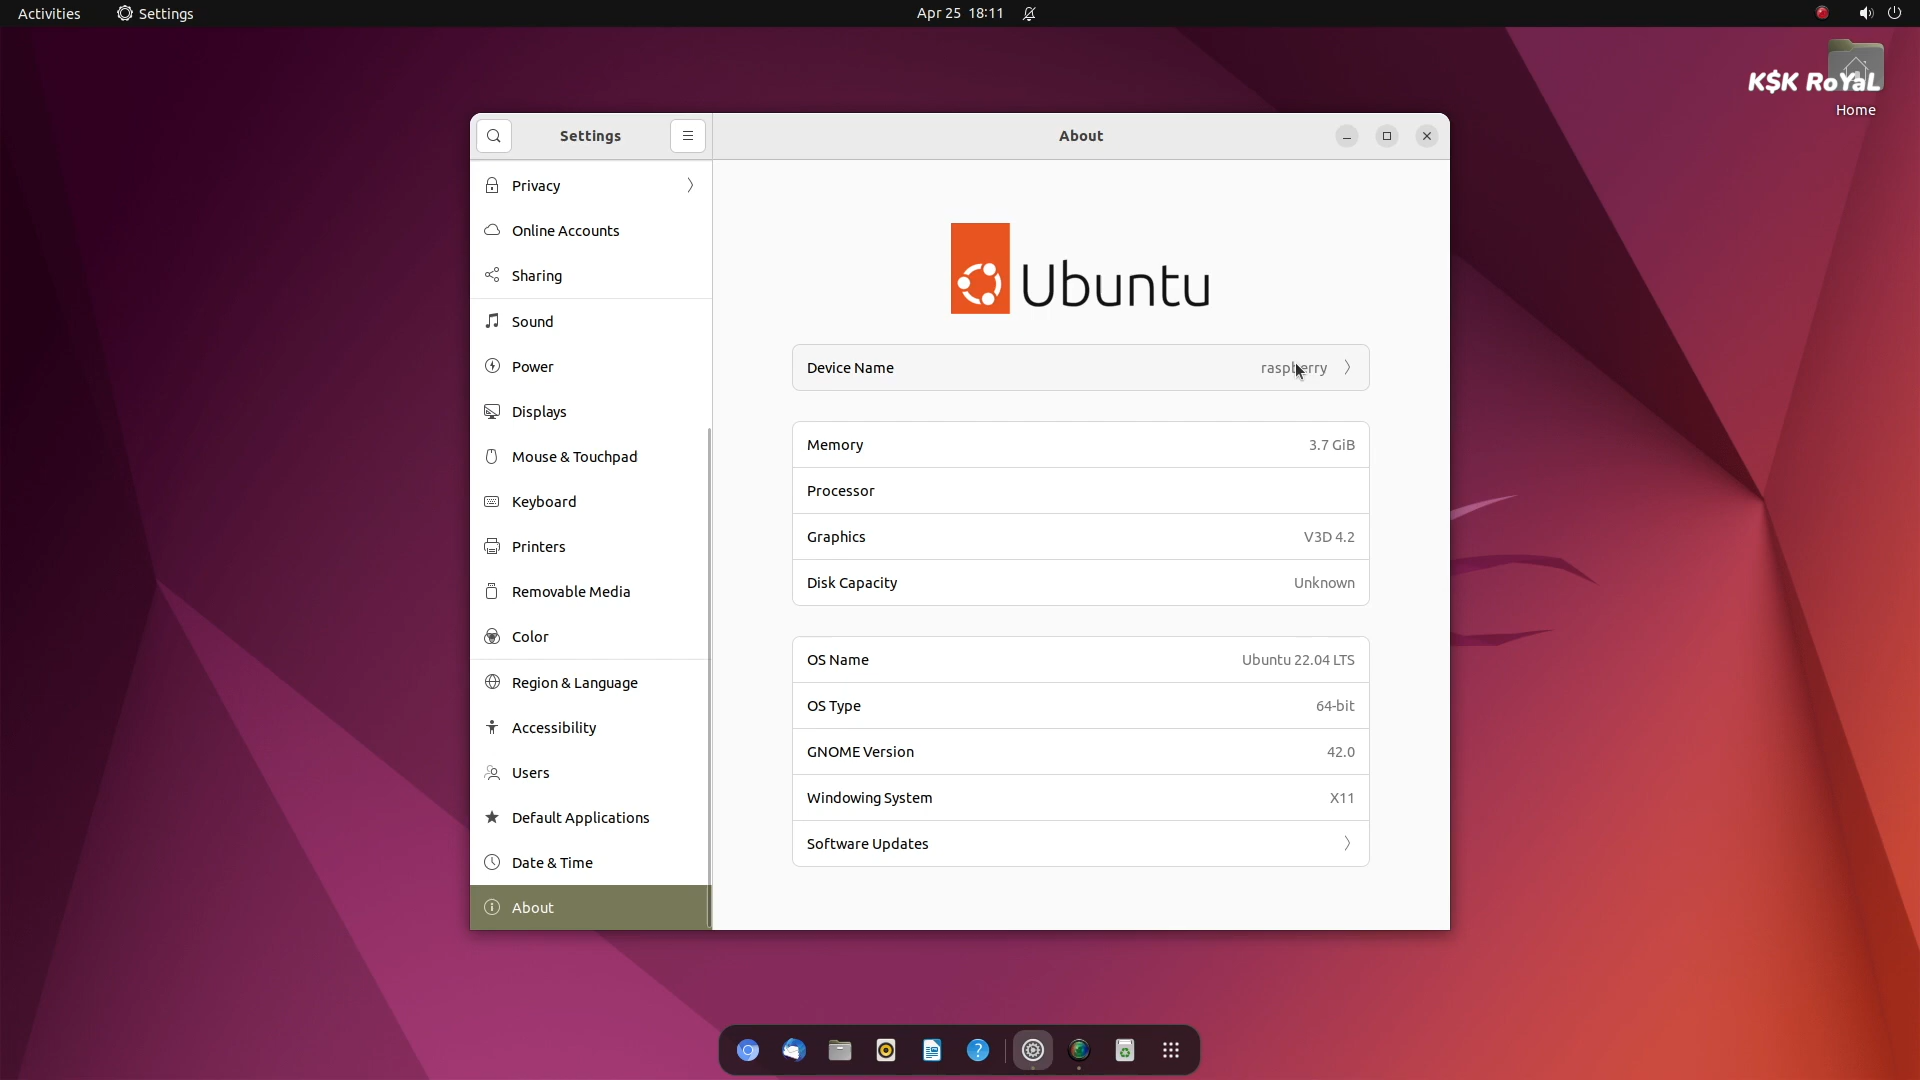 Activities
Settings
Apr 25 18:11
K$K RoYaL
Home
Settings
About
Privacy
Online Accounts
Sharing
Sound
Power
Displays
Mouse & Touchpad
Keyboard
Printers
Removable Media
Color
Region & Language
Accessibility
Users
Default Applications
Date & Time
About
Ubuntu
Device Name raspberry
Memory 3.7 GiB
Processor
Graphics V3D 4.2
Disk Capacity Unknown
OS Name Ubuntu 22.04 LTS
OS Type 64-bit
GNOME Version 42.0
Windowing System X11
Software Updates